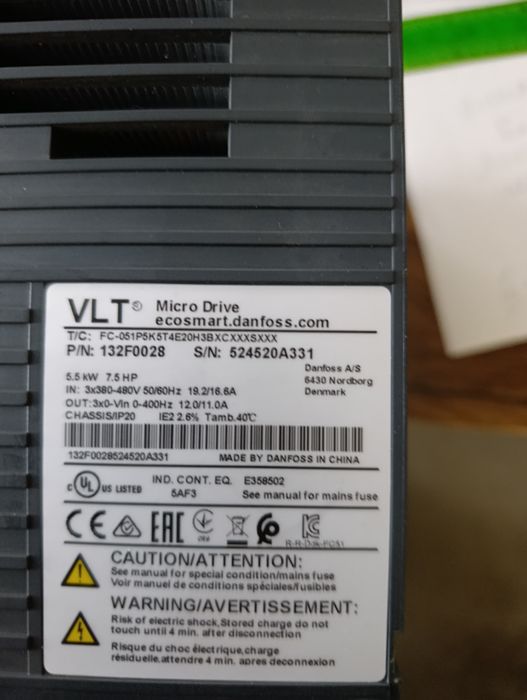 VLT® Micro Drive
ecosmart.danfoss.com
T/C: FC-051P5K5T4E20H3BXCXXXSXXX
P/N: 132F0028 S/N: 524520A331
5.5 kW 7.5 HP
IN: 3x380-480V 50/60Hz 19.2/16.6A
OUT:3x0-Vin 0-400Hz 12.0/11.0A
CHASSIS/IP20 IE2 2.6% Tamb.40℃
Danfoss A/S
6430 Nordborg
Denmark
132F0028524520A331 MADE BY DANFOSS IN CHINA
c UL US LISTED IND. CONT. EQ. E358502
5AF3 See manual for mains fuse
CE EAC
CAUTION/ATTENTION:
See manual for special condition/mains fuse
Voir manuel de conditions spéciales/fusibles
WARNING/AVERTISSEMENT:
Risk of electric shock,Stored charge do not
touch until 4 min. after disconnection
Risque du choc électrique,charge
résiduelle,attendre 4 min. apres deconnexion